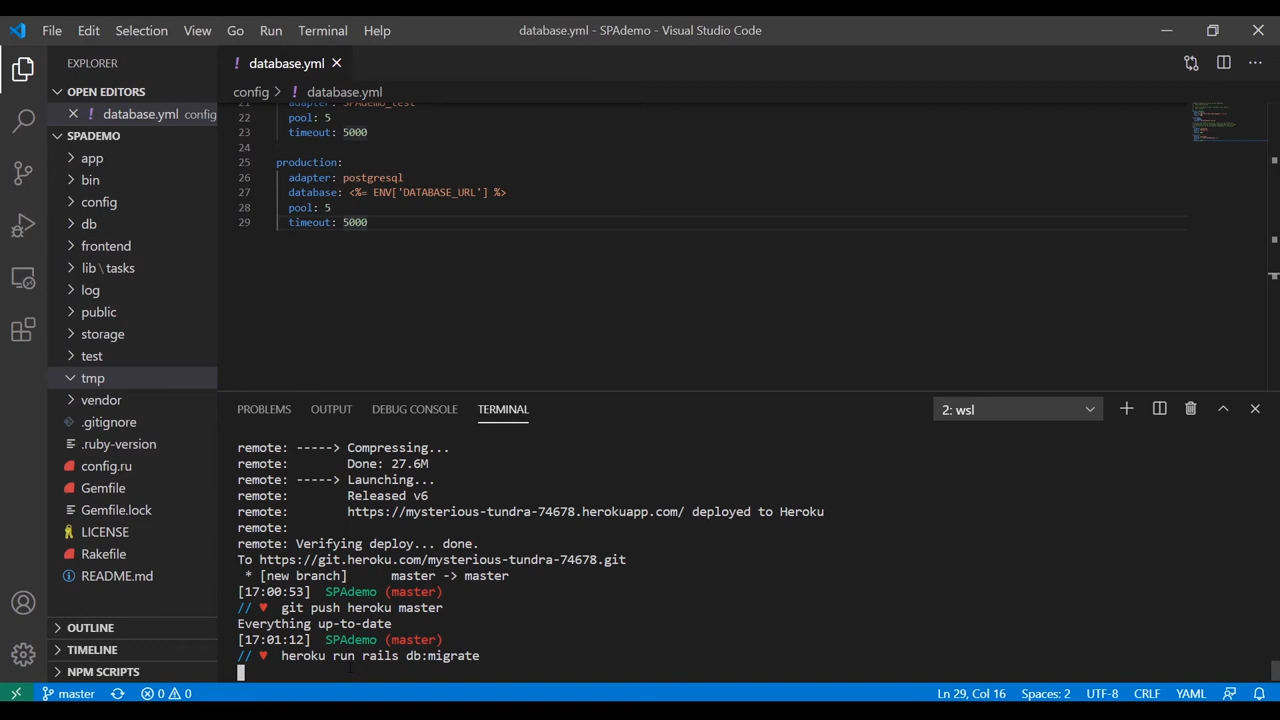 File Edit Selection View Go Run Terminal Help database.yml - SPAdemo - Visual Studio Code
EXPLORER
OPEN EDITORS
database.yml config
SPADEMO
app
bin
config
db
frontend
lib\tasks
log
public
storage
test
tmp
vendor
.gitignore
.ruby-version
config.ru
Gemfile
Gemfile.lock
LICENSE
Rakefile
README.md
OUTLINE
TIMELINE
NPM SCRIPTS
! database.yml
config > ! database.yml
21 adapter: SPAdemo_test
22 pool: 5
23 timeout: 5000
24
25 production:
26 adapter: postgresql
27 database: <%= ENV['DATABASE_URL'] %>
28 pool: 5
29 timeout: 5000
PROBLEMS OUTPUT DEBUG CONSOLE TERMINAL 2: wsl
remote: -----> Compressing...
remote: Done: 27.6M
remote: -----> Launching...
remote: Released v6
remote: https://mysterious-tundra-74678.herokuapp.com/ deployed to Heroku
remote:
remote: Verifying deploy... done.
To https://git.heroku.com/mysterious-tundra-74678.git
* [new branch] master -> master
[17:00:53] SPAdemo (master)
// ♥ git push heroku master
Everything up-to-date
[17:01:12] SPAdemo (master)
// ♥ heroku run rails db:migrate
master 0 0 Ln 29, Col 16 Spaces: 2 UTF-8 CRLF YAML